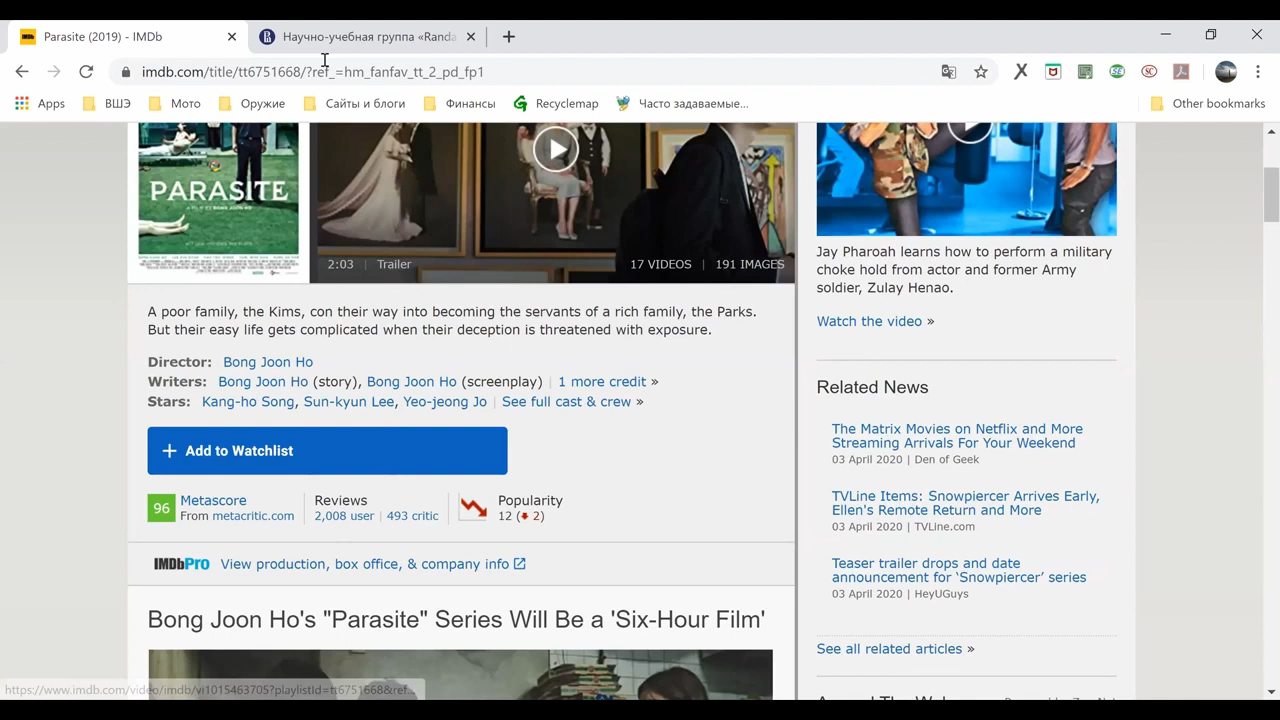 Parasite (2019) - IMDb
Научно-учебная группа «Randa
imdb.com/title/tt6751668/?ref_=hm_fanfav_tt_2_pd_fp1
Apps
ВШЭ
Мото
Оружие
Сайты и блоги
Финансы
Recyclemap
Часто задаваемые...
Other bookmarks
PARASITE
2:03 | Trailer
17 VIDEOS | 191 IMAGES
A poor family, the Kims, con their way into becoming the servants of a rich family, the Parks.
But their easy life gets complicated when their deception is threatened with exposure.
Director: Bong Joon Ho
Writers: Bong Joon Ho (story), Bong Joon Ho (screenplay) | 1 more credit »
Stars: Kang-ho Song, Sun-kyun Lee, Yeo-jeong Jo | See full cast & crew »
+ Add to Watchlist
96
Metascore
From metacritic.com
Reviews
2,008 user | 493 critic
Popularity
12 (2)
IMDbPro View production, box office, & company info
Bong Joon Ho's "Parasite" Series Will Be a 'Six-Hour Film'
https://www.imdb.com/video/imdb/vi1015463705?playlistId=tt6751668&ref...
Jay Pharoah learns how to perform a military
choke hold from actor and former Army
soldier, Zulay Henao.
Watch the video »
Related News
The Matrix Movies on Netflix and More
Streaming Arrivals For Your Weekend
03 April 2020 | Den of Geek
TVLine Items: Snowpiercer Arrives Early,
Ellen's Remote Return and More
03 April 2020 | TVLine.com
Teaser trailer drops and date
announcement for ‘Snowpiercer’ series
03 April 2020 | HeyUGuys
See all related articles »